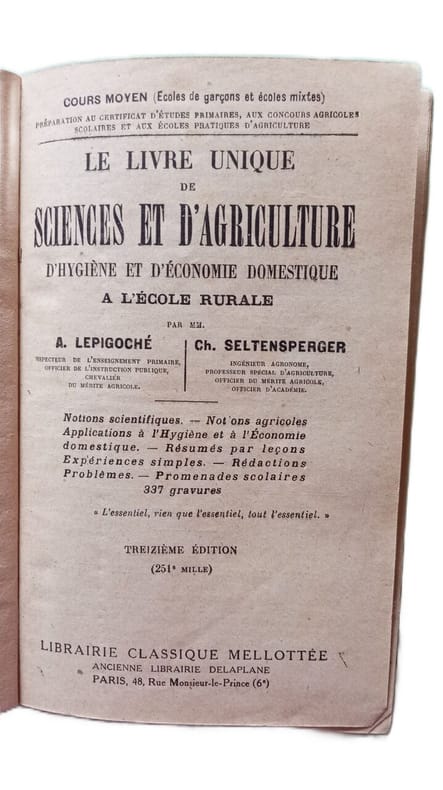 COURS MOYEN (Ecoles de garçons et écoles mixtes)
PRÉPARATION AU CERTIFICAT D'ÉTUDES PRIMAIRES, AUX CONCOURS AGRICOLES
SCOLAIRES ET AUX ÉCOLES PRATIQUES D'AGRICULTURE
LE LIVRE UNIQUE
DE
SCIENCES ET D'AGRICULTURE
D'HYGIÈNE ET D'ÉCONOMIE DOMESTIQUE
A L'ÉCOLE RURALE
PAR MM.
A. LEPIGOCHÉ
INSPECTEUR DE L'ENSEIGNEMENT PRIMAIRE,
OFFICIER DE L'INSTRUCTION PUBLIQUE,
CHEVALIER
DU MÉRITE AGRICOLE.
Ch. SELTENSPERGER
INGÉNIEUR AGRONOME,
PROFESSEUR SPÉCIAL D'AGRICULTURE,
OFFICIER DU MÉRITE AGRICOLE,
OFFICIER D'ACADÉMIE.
Notions scientifiques. — Not'ons agricoles
Applications à l'Hygiène et à l'Économie
domestique. — Résumés par leçons
Expériences simples. — Rédactions
Problèmes. — Promenades scolaires
337 gravures
« L'essentiel, rien que l'essentiel, tout l'essentiel. »
TREIZIÈME ÉDITION
(251e MILLE)
LIBRAIRIE CLASSIQUE MELLOTTÉE
ANCIENNE LIBRAIRIE DELAPLANE
PARIS, 48, Rue Monsieur-le-Prince (6e)